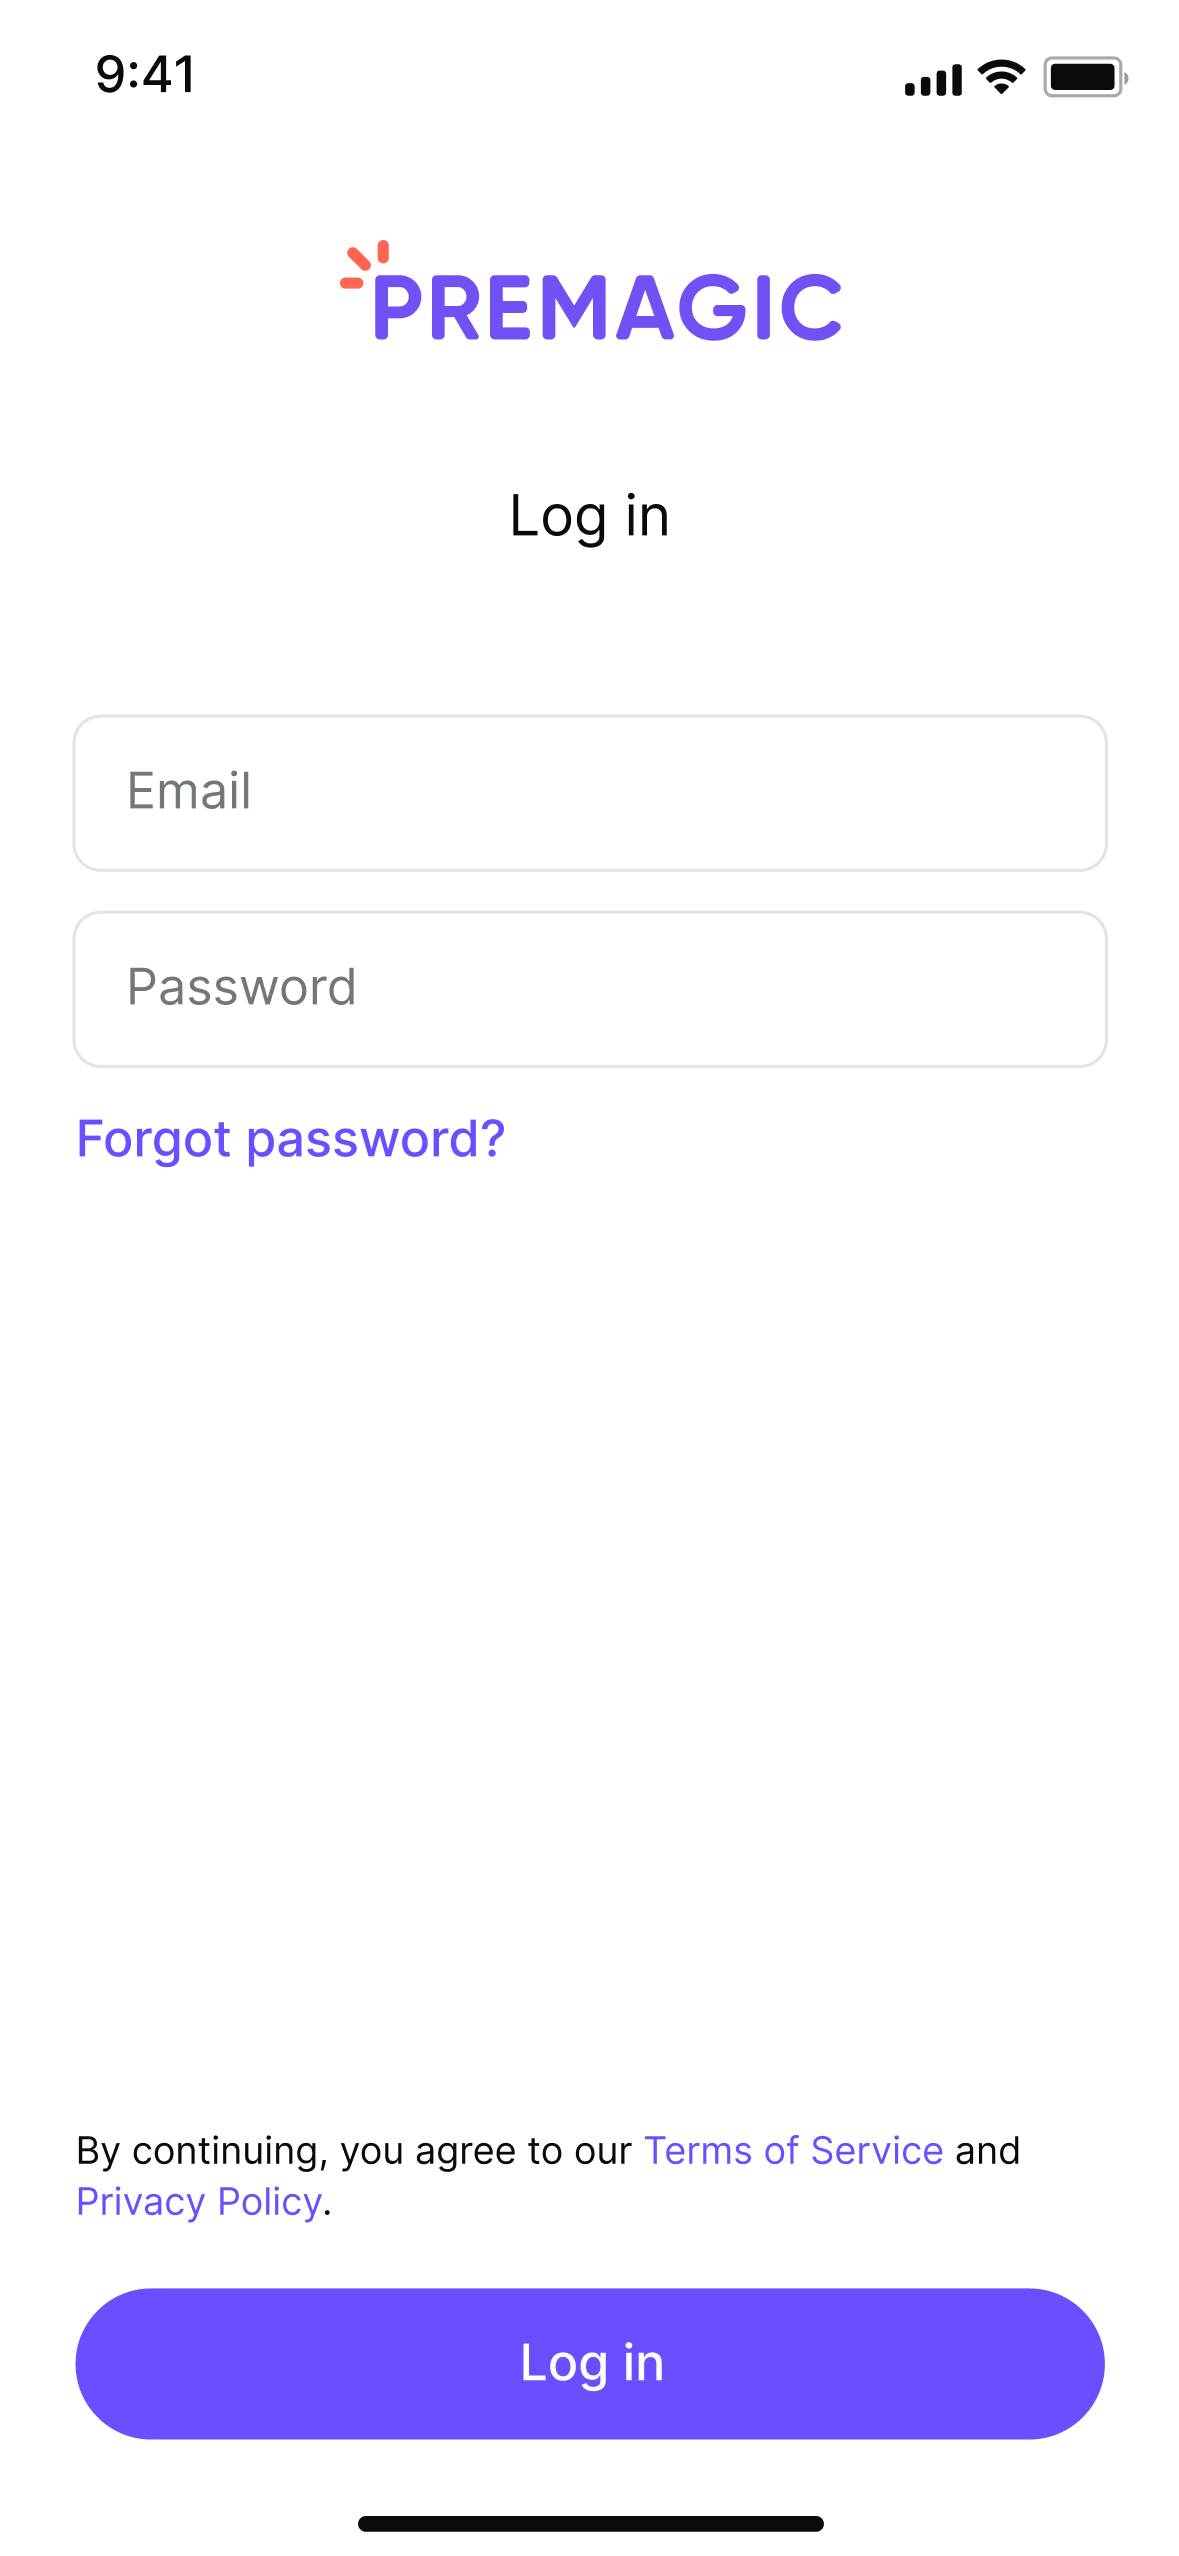 9:41
PREMAGIC
Log in
Email
Password
Forgot password?
By continuing, you agree to our Terms of Service and
Privacy Policy.
Log in